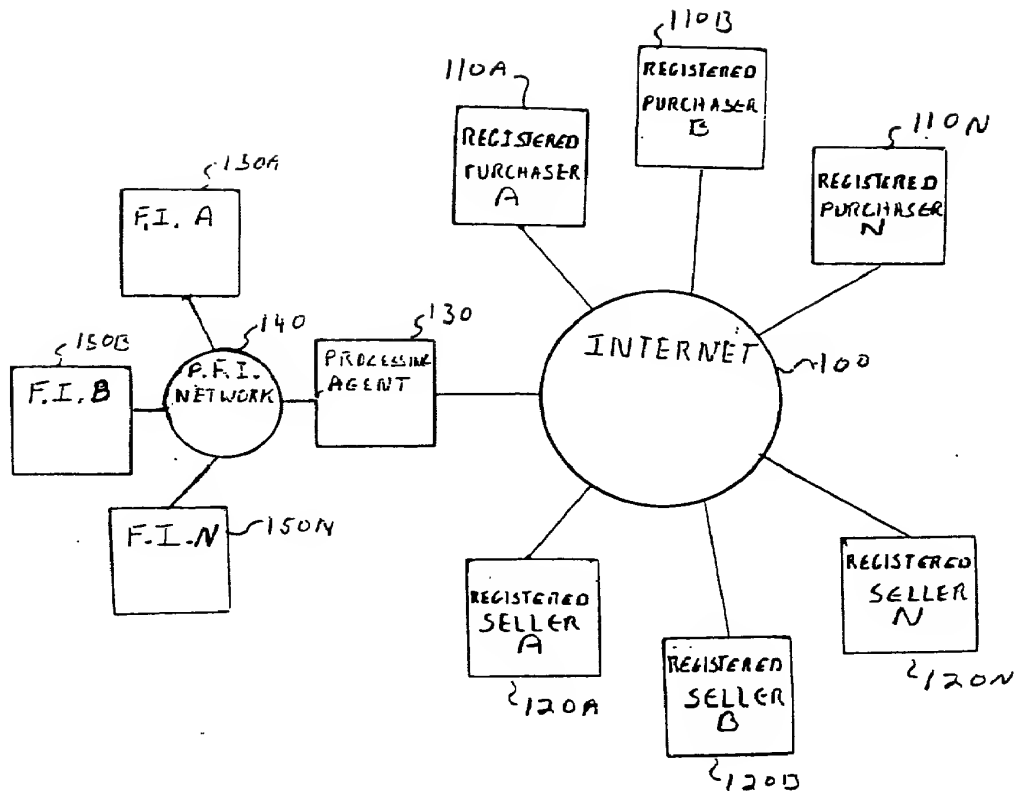 110B
REGISTERED
PURCHASER
B
110A
REGISTERED
PURCHASER
A
110N
REGISTERED
PURCHASER
N
150A
F.I. A
150B
F.I. B
140
P.F.I.
NETWORK
130
PROCESSING
AGENT
INTERNET
100
F.I. N
150N
REGISTERED
SELLER
A
120A
REGISTERED
SELLER
B
120B
REGISTERED
SELLER
N
120N